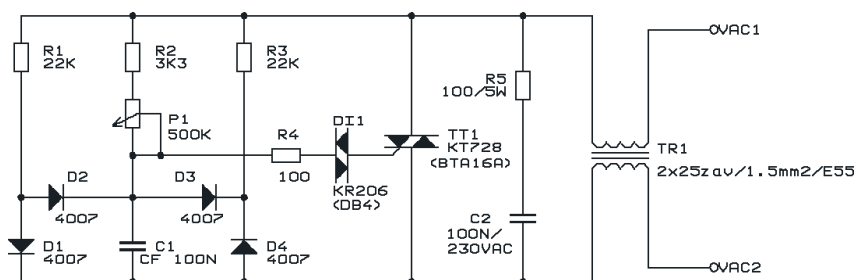 R1
22K
R2
3K3
R3
22K
P1
500K
R4
100
DI1
KR206
(DB4)
TT1
KT728
(BTA16A)
R5
100/5W
C2
100N/
230VAC
VAC1
TR1
2x25zav/1.5mm2/E55
VAC2
D2
4007
D3
4007
D1
4007
C1
CF 100N
D4
4007